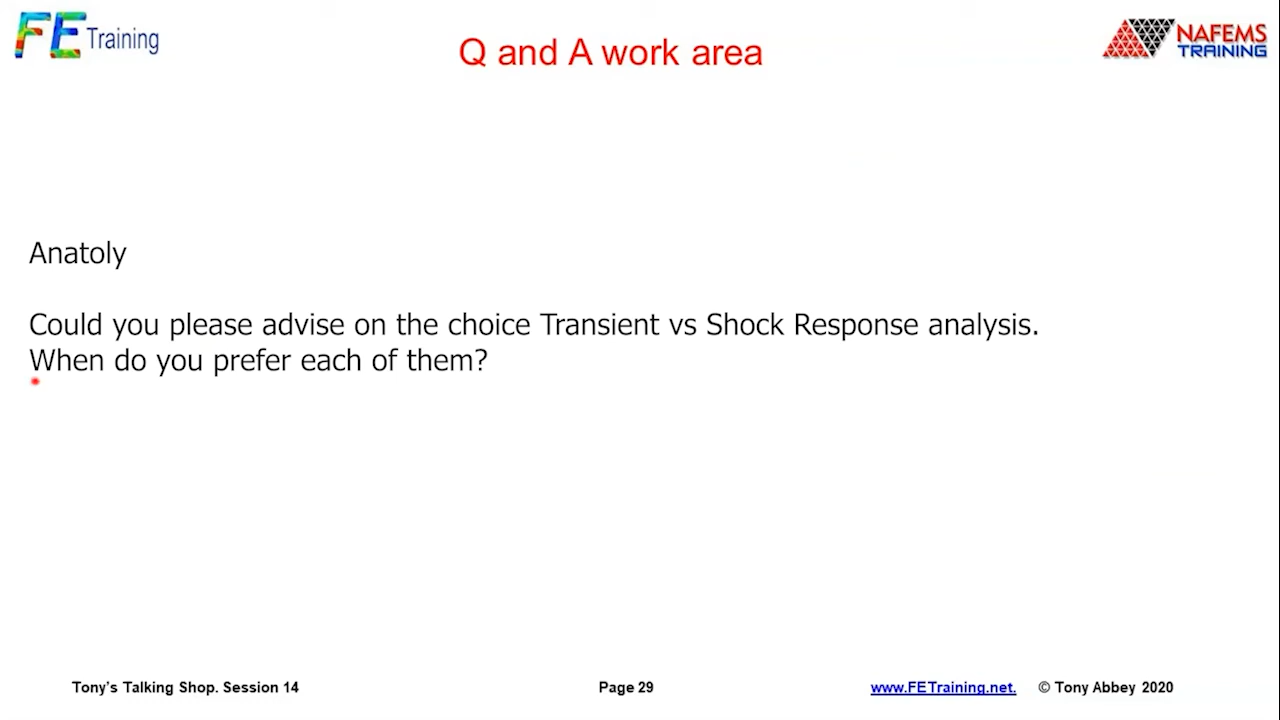 FE Training
Q and A work area
NAFEMS
TRAINING
Anatoly
Could you please advise on the choice Transient vs Shock Response analysis.
When do you prefer each of them?
Tony's Talking Shop. Session 14
Page 29
www.FETraining.net.
© Tony Abbey 2020